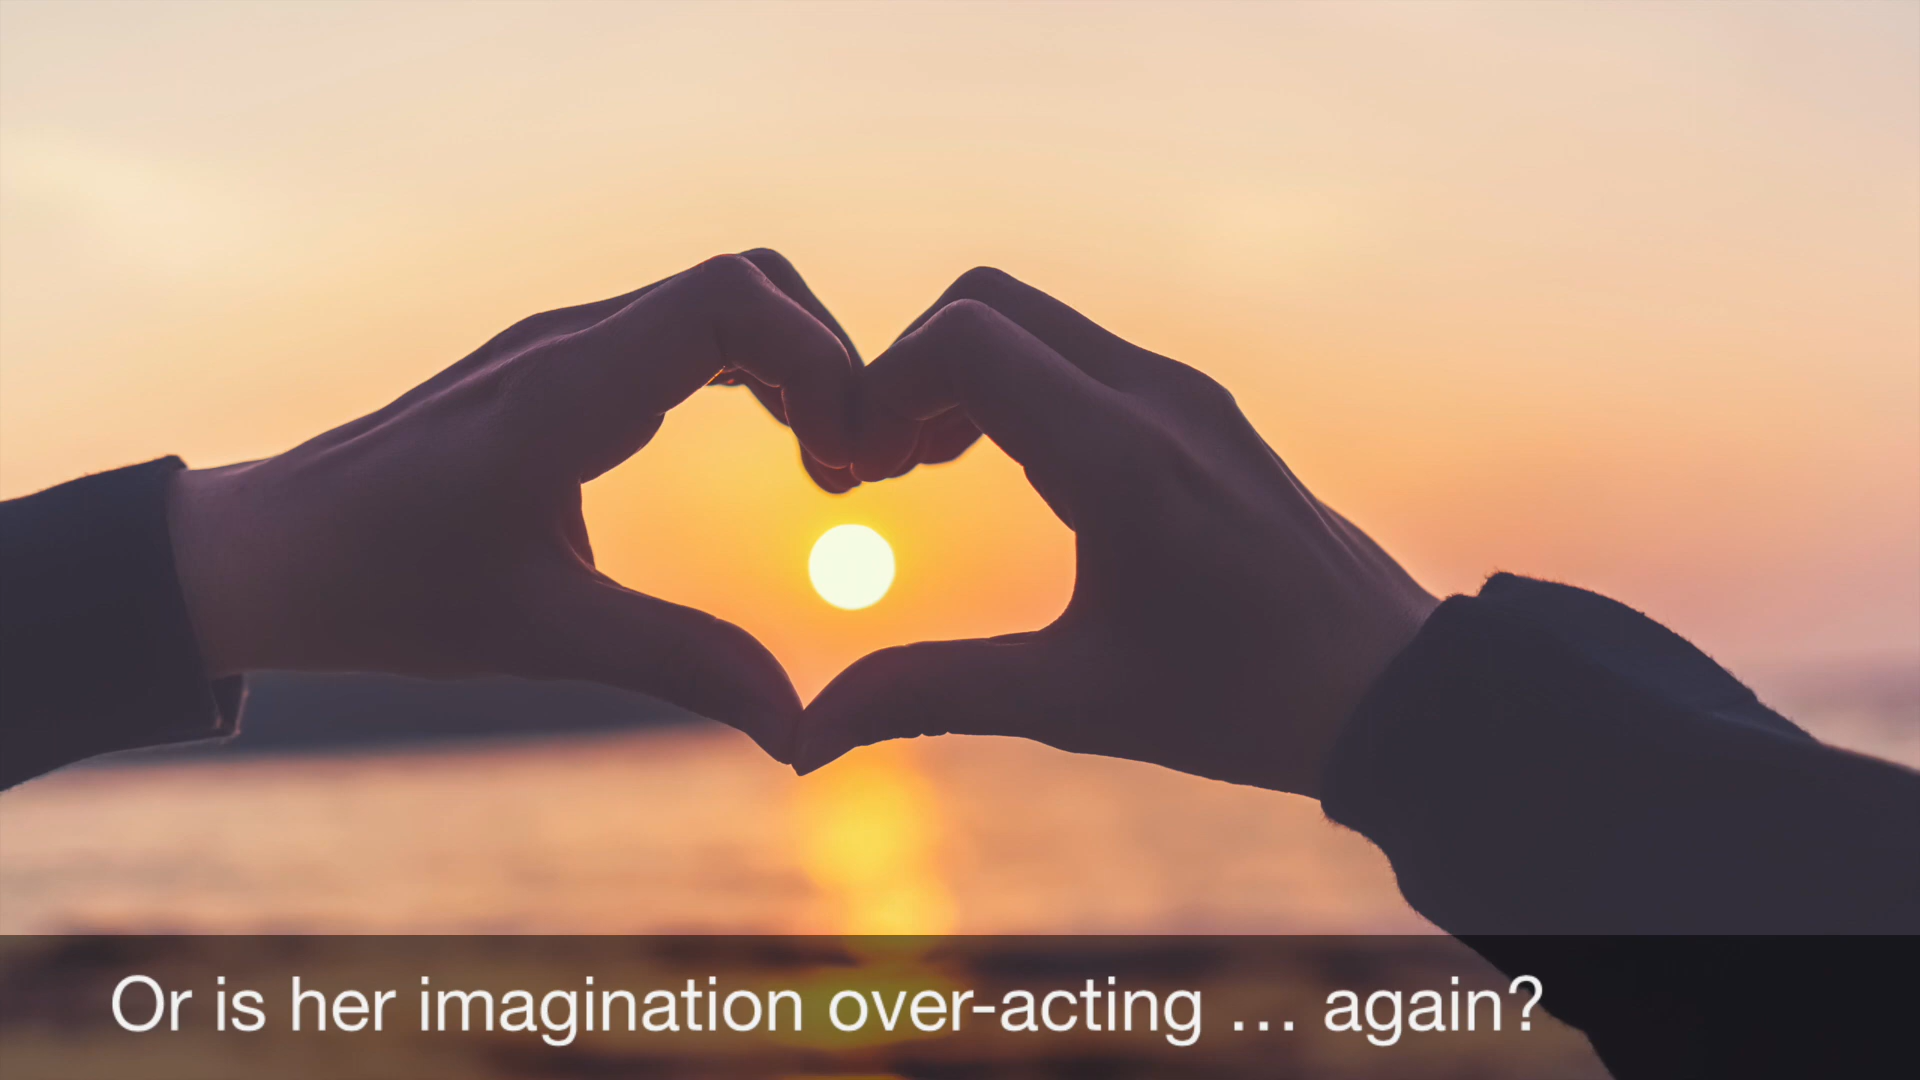 Or is her imagination over-acting … again?